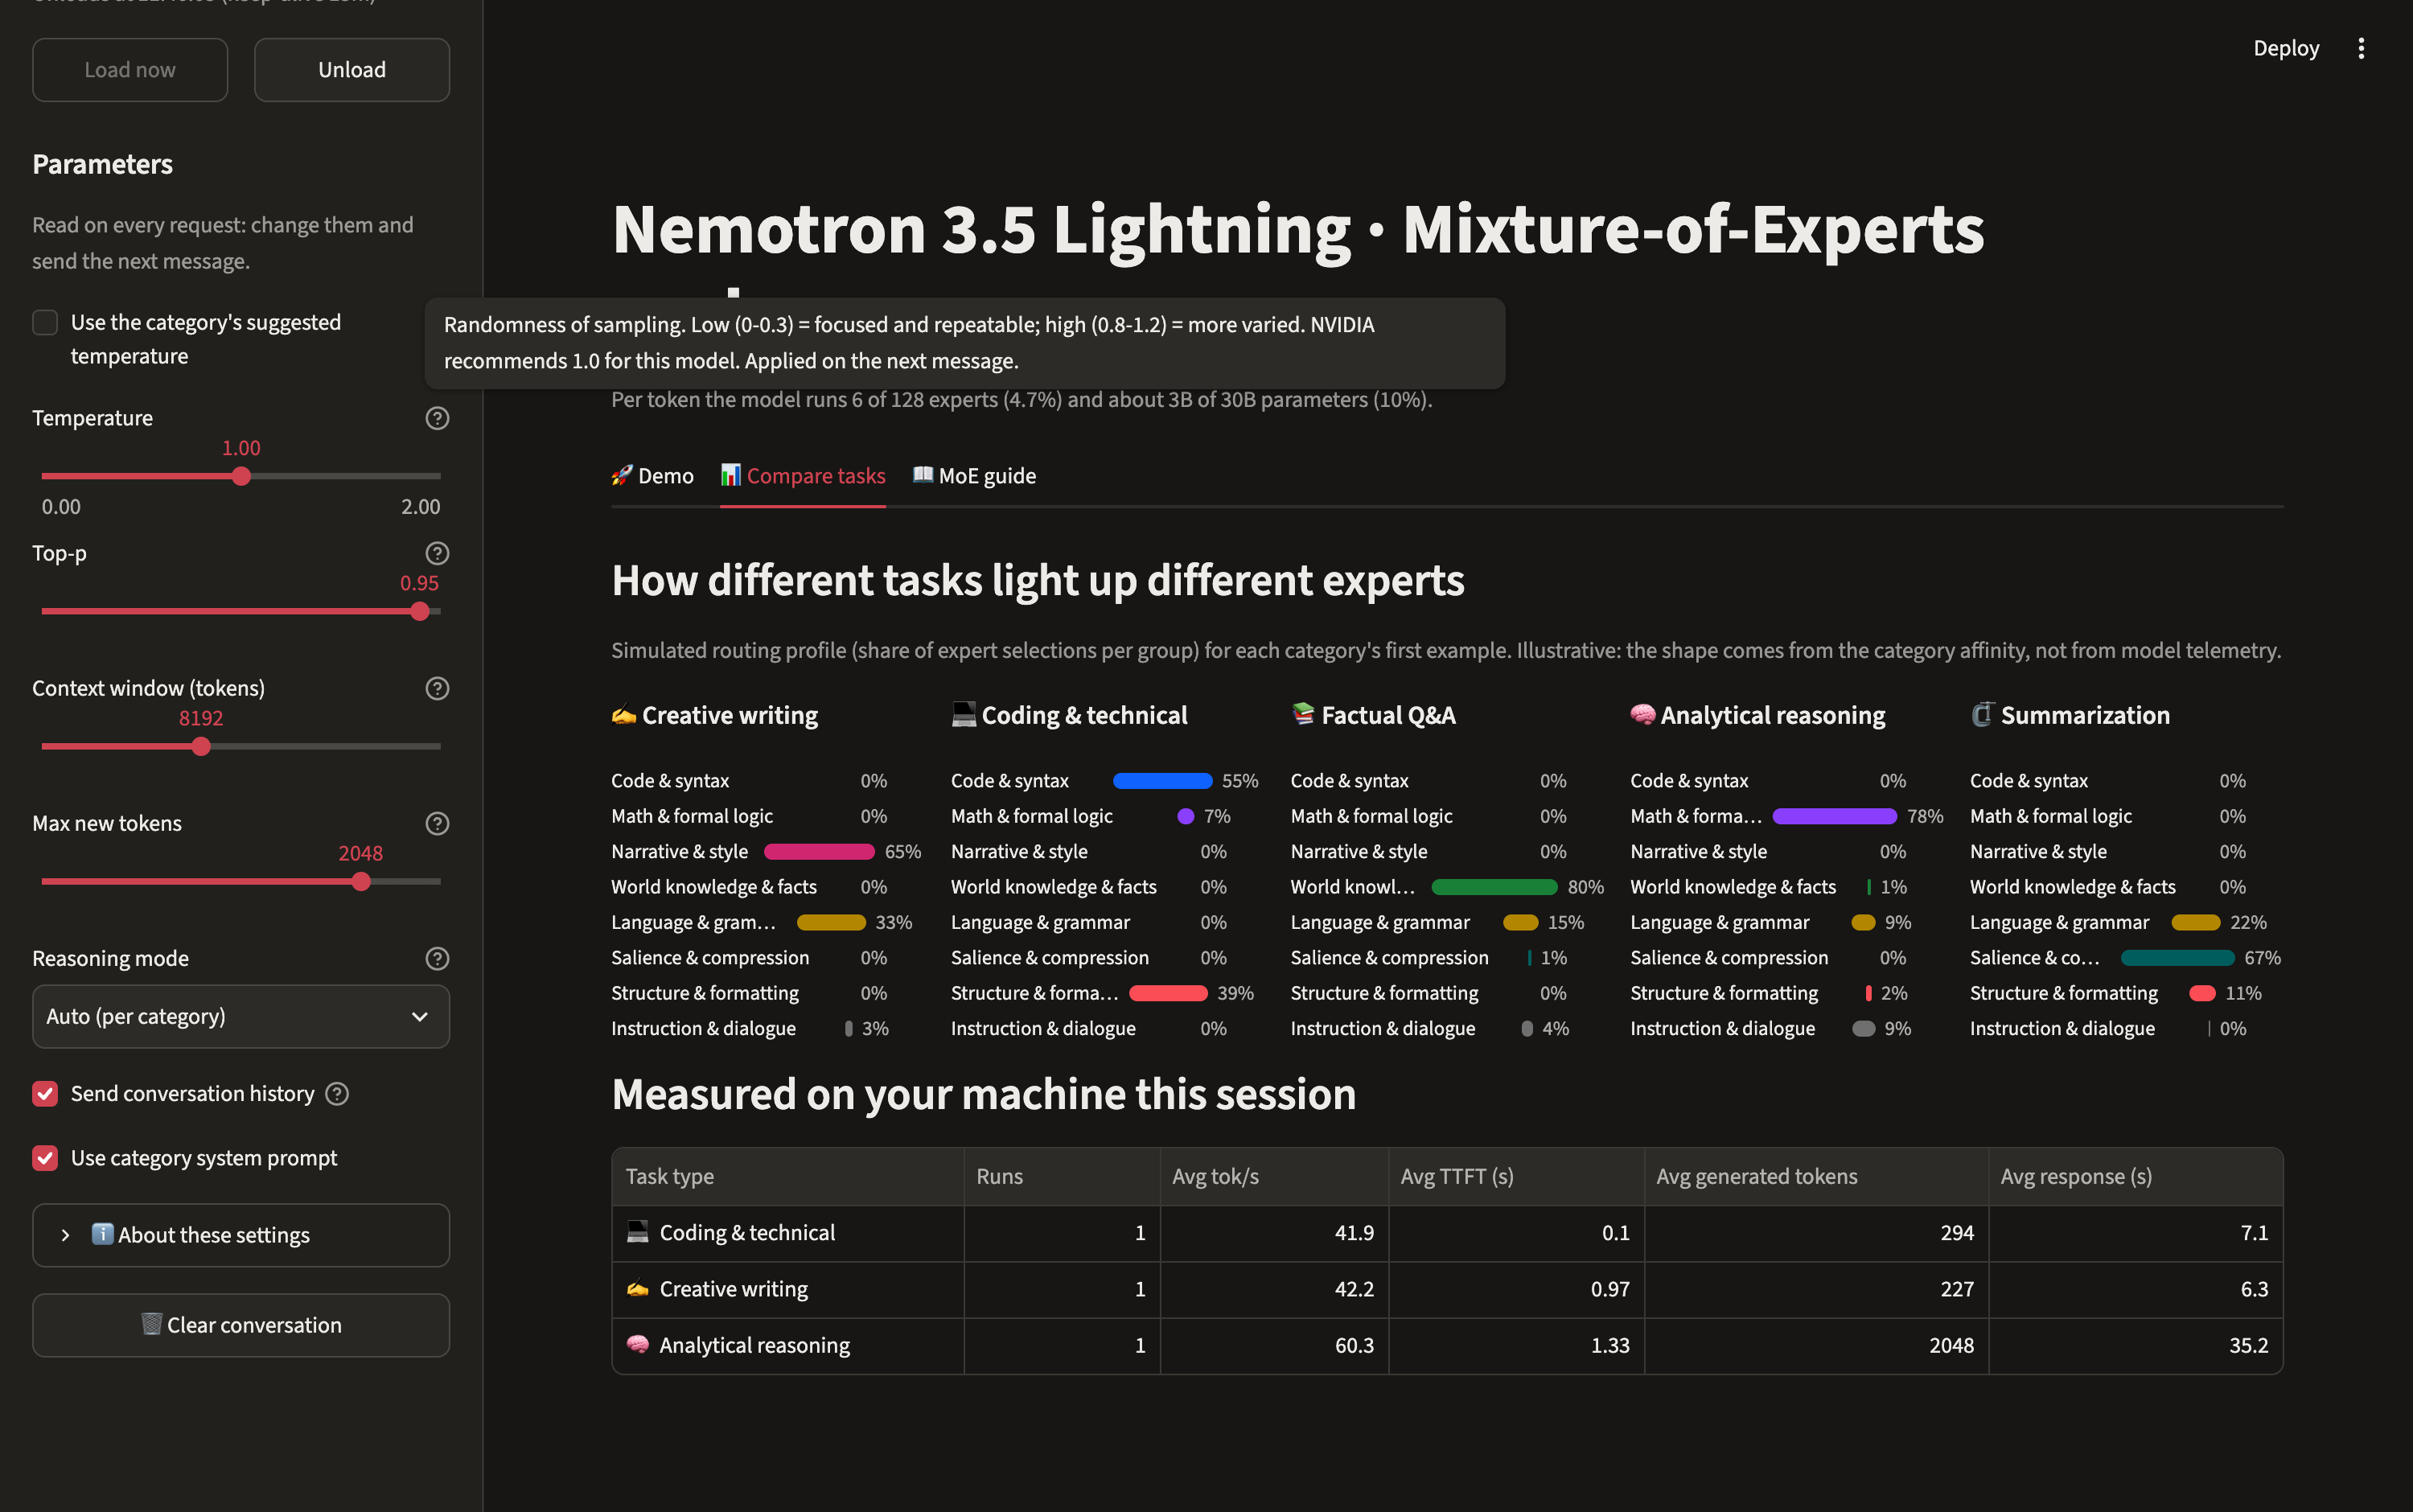 Load now
Unload
Parameters
Read on every request: change them and
send the next message.
Use the category's suggested
temperature
Temperature
1.00
0.00 2.00
Top-p
0.95
Context window (tokens)
8192
Max new tokens
2048
Reasoning mode
Auto (per category)
Send conversation history
Use category system prompt
About these settings
Clear conversation
Deploy
Nemotron 3.5 Lightning · Mixture-of-Experts
Randomness of sampling. Low (0-0.3) = focused and repeatable; high (0.8-1.2) = more varied. NVIDIA
recommends 1.0 for this model. Applied on the next message.
Per token the model runs 6 of 128 experts (4.7%) and about 3B of 30B parameters (10%).
Demo Compare tasks MoE guide
How different tasks light up different experts
Simulated routing profile (share of expert selections per group) for each category's first example. Illustrative: the shape comes from the category affinity, not from model telemetry.
Creative writing
Code & syntax 0%
Math & formal logic 0%
Narrative & style 65%
World knowledge & facts 0%
Language & gram… 33%
Salience & compression 0%
Structure & formatting 0%
Instruction & dialogue 3%
Coding & technical
Code & syntax 55%
Math & formal logic 7%
Narrative & style 0%
World knowledge & facts 0%
Language & grammar 0%
Salience & compression 0%
Structure & forma… 39%
Instruction & dialogue 0%
Factual Q&A
Code & syntax 0%
Math & formal logic 0%
Narrative & style 0%
World knowl… 80%
Language & grammar 15%
Salience & compression 1%
Structure & formatting 0%
Instruction & dialogue 4%
Analytical reasoning
Code & syntax 0%
Math & forma… 78%
Narrative & style 0%
World knowledge & facts 1%
Language & grammar 9%
Salience & compression 0%
Structure & formatting 2%
Instruction & dialogue 9%
Summarization
Code & syntax 0%
Math & formal logic 0%
Narrative & style 0%
World knowledge & facts 0%
Language & grammar 22%
Salience & co… 67%
Structure & formatting 11%
Instruction & dialogue 0%
Measured on your machine this session
Task type Runs Avg tok/s Avg TTFT (s) Avg generated tokens Avg response (s)
Coding & technical 1 41.9 0.1 294 7.1
Creative writing 1 42.2 0.97 227 6.3
Analytical reasoning 1 60.3 1.33 2048 35.2